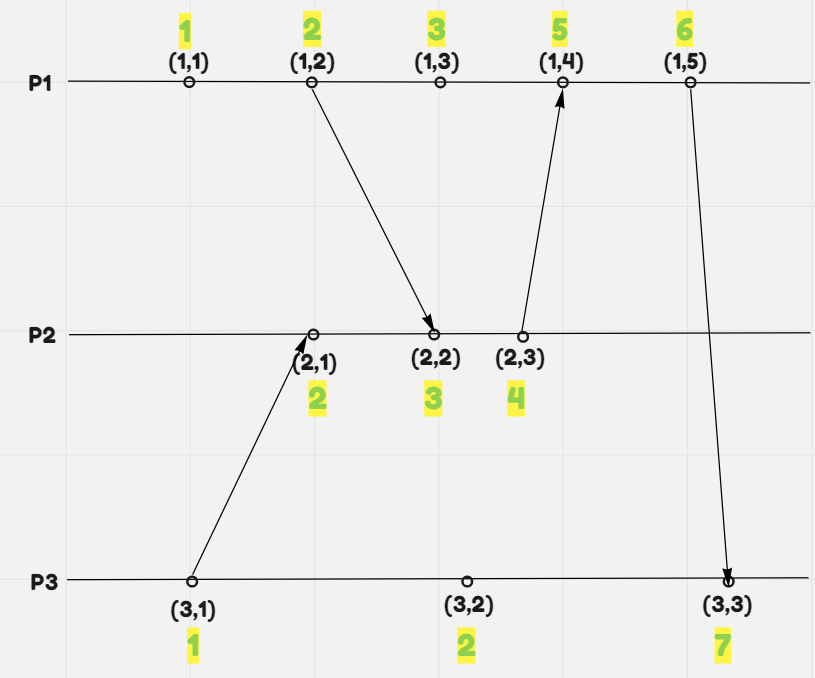 1 2 3 5 6
(1,1) (1,2) (1,3) (1,4) (1,5)
P1
P2
(2,1) (2,2) (2,3)
2 3 4
P3
(3,1) (3,2) (3,3)
1 2 7